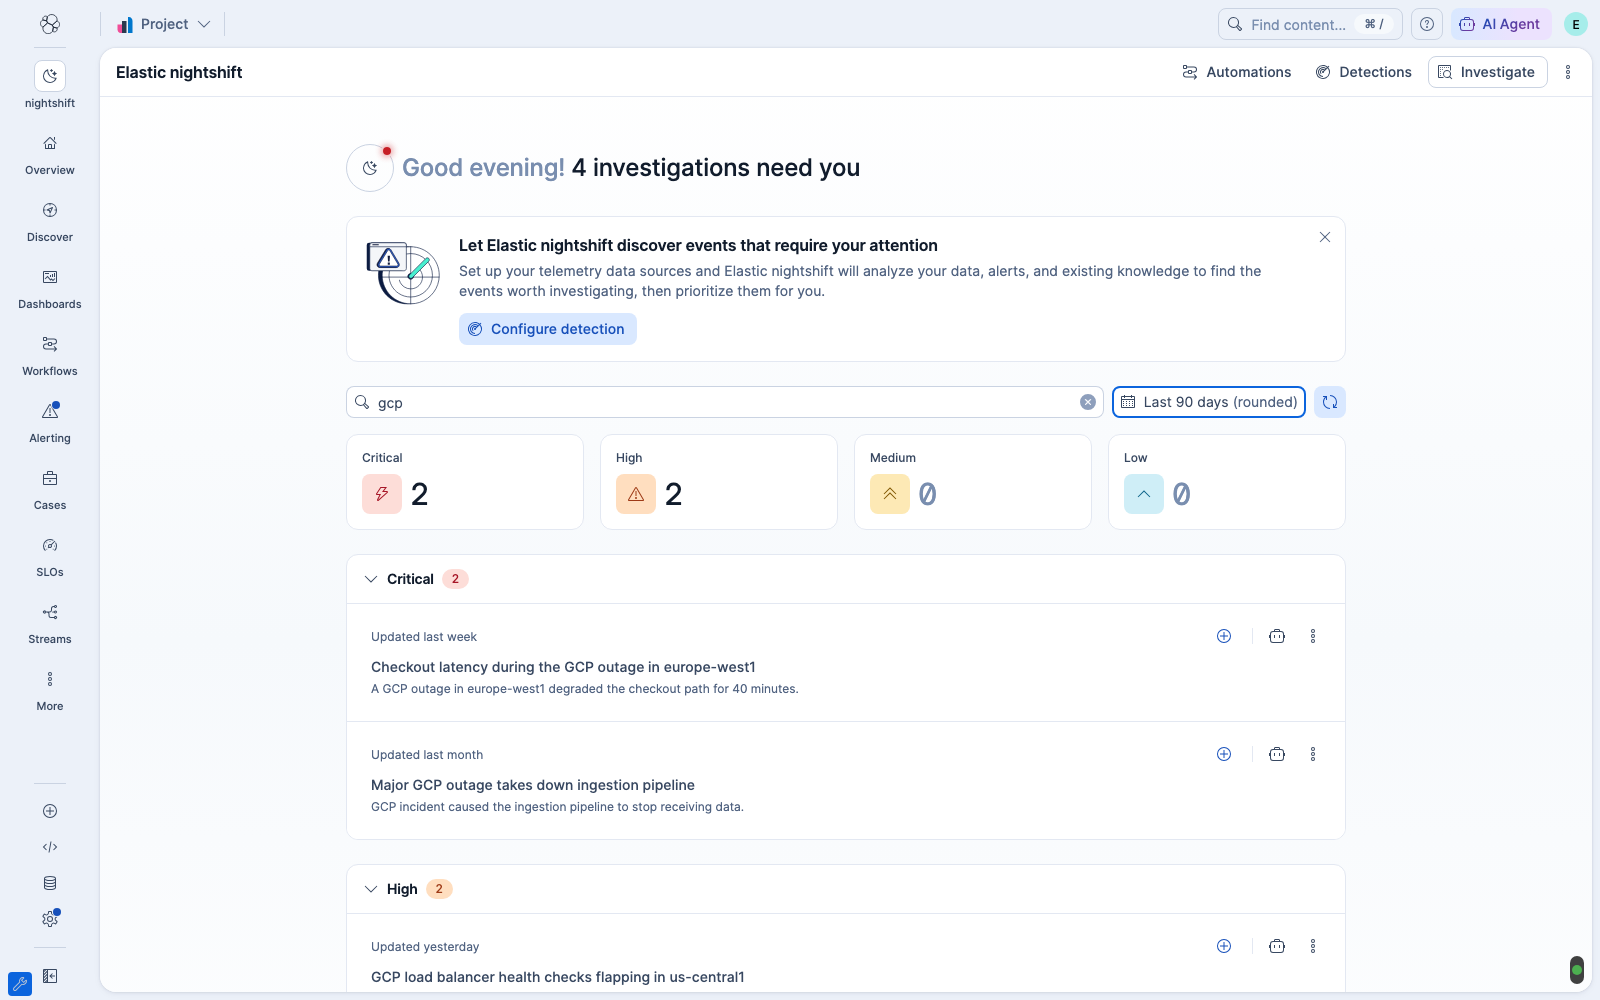 Project
Find content...
⌘ /
AI Agent
E
Elastic nightshift
Automations
Detections
Investigate
nightshift
Overview
Discover
Dashboards
Workflows
Alerting
Cases
SLOs
Streams
More
Good evening! 4 investigations need you
Let Elastic nightshift discover events that require your attention
Set up your telemetry data sources and Elastic nightshift will analyze your data, alerts, and existing knowledge to find the
events worth investigating, then prioritize them for you.
Configure detection
gcp
Last 90 days (rounded)
Critical
2
High
2
Medium
0
Low
0
Critical 2
Updated last week
Checkout latency during the GCP outage in europe-west1
A GCP outage in europe-west1 degraded the checkout path for 40 minutes.
Updated last month
Major GCP outage takes down ingestion pipeline
GCP incident caused the ingestion pipeline to stop receiving data.
High 2
Updated yesterday
GCP load balancer health checks flapping in us-central1